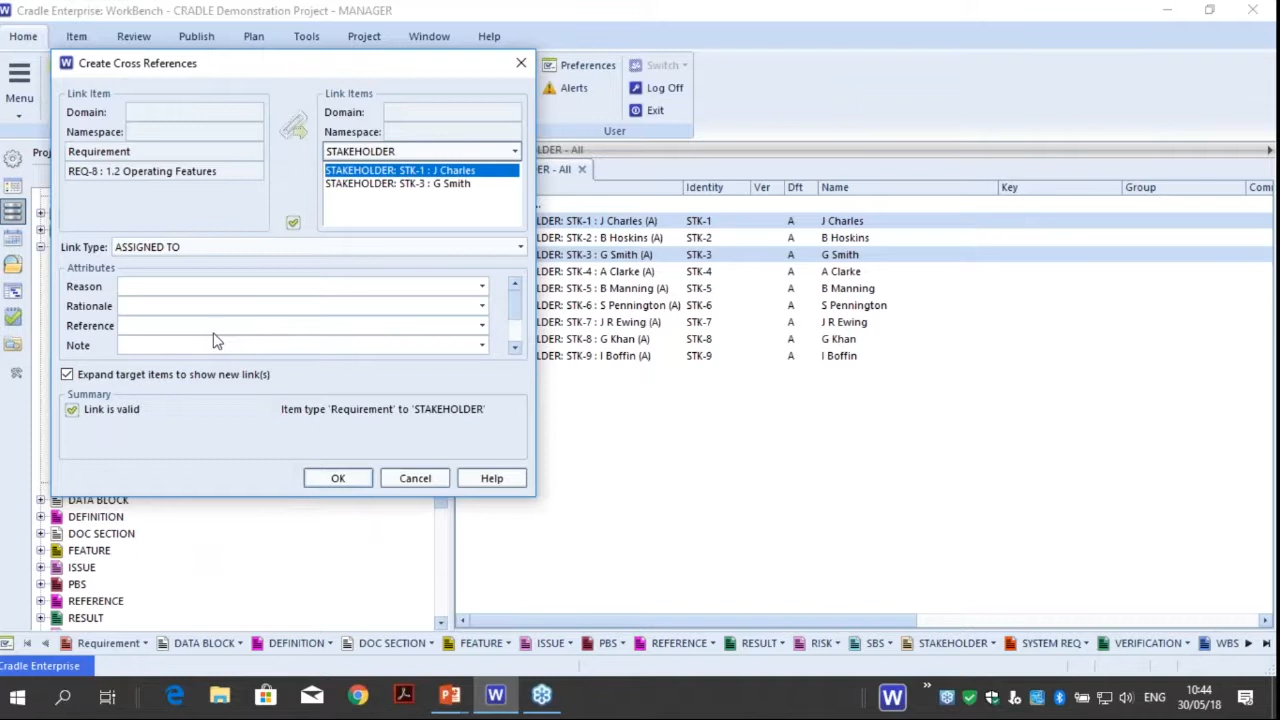 Cradle Enterprise: WorkBench - CRADLE Demonstration Project - MANAGER
Home Item Review Publish Plan Tools Project Window Help
Menu
Create Cross References
Link Item
Domain:
Namespace:
Requirement
REQ-8 : 1.2 Operating Features
Link Items
Domain:
Namespace:
STAKEHOLDER
STAKEHOLDER: STK-1 : J Charles
STAKEHOLDER: STK-3 : G Smith
Link Type: ASSIGNED TO
Attributes
Reason
Rationale
Reference
Note
Expand target items to show new link(s)
Summary
Link is valid Item type 'Requirement' to 'STAKEHOLDER'
OK Cancel Help
Preferences Switch
Alerts Log Off
Exit
User
Proj
LDER - All
ER - All
Identity Ver Dft Name Key Group Com
LDER: STK-1 : J Charles (A) STK-1 A J Charles
LDER: STK-2 : B Hoskins (A) STK-2 A B Hoskins
LDER: STK-3 : G Smith (A) STK-3 A G Smith
LDER: STK-4 : A Clarke (A) STK-4 A A Clarke
LDER: STK-5 : B Manning (A) STK-5 A B Manning
LDER: STK-6 : S Pennington (A) STK-6 A S Pennington
LDER: STK-7 : J R Ewing (A) STK-7 A J R Ewing
LDER: STK-8 : G Khan (A) STK-8 A G Khan
LDER: STK-9 : I Boffin (A) STK-9 A I Boffin
DATA BLOCK
DEFINITION
DOC SECTION
FEATURE
ISSUE
PBS
REFERENCE
RESULT
Requirement DATA BLOCK DEFINITION DOC SECTION FEATURE ISSUE PBS REFERENCE RESULT RISK SBS STAKEHOLDER SYSTEM REQ VERIFICATION WBS
Cradle Enterprise
ENG
10:44
30/05/18